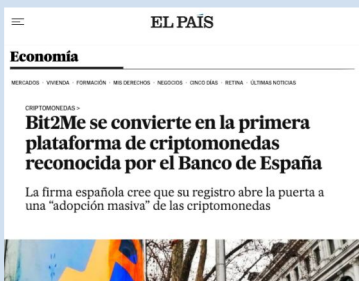 EL PAÍS
Economía
MERCADOS · VIVIENDA · FORMACIÓN · MIS DERECHOS · NEGOCIOS · CINCO DÍAS · RETINA · ÚLTIMAS NOTICIAS
CRIPTOMONEDAS >
Bit2Me se convierte en la primera
plataforma de criptomonedas
reconocida por el Banco de España
La firma española cree que su registro abre la puerta a
una “adopción masiva” de las criptomonedas